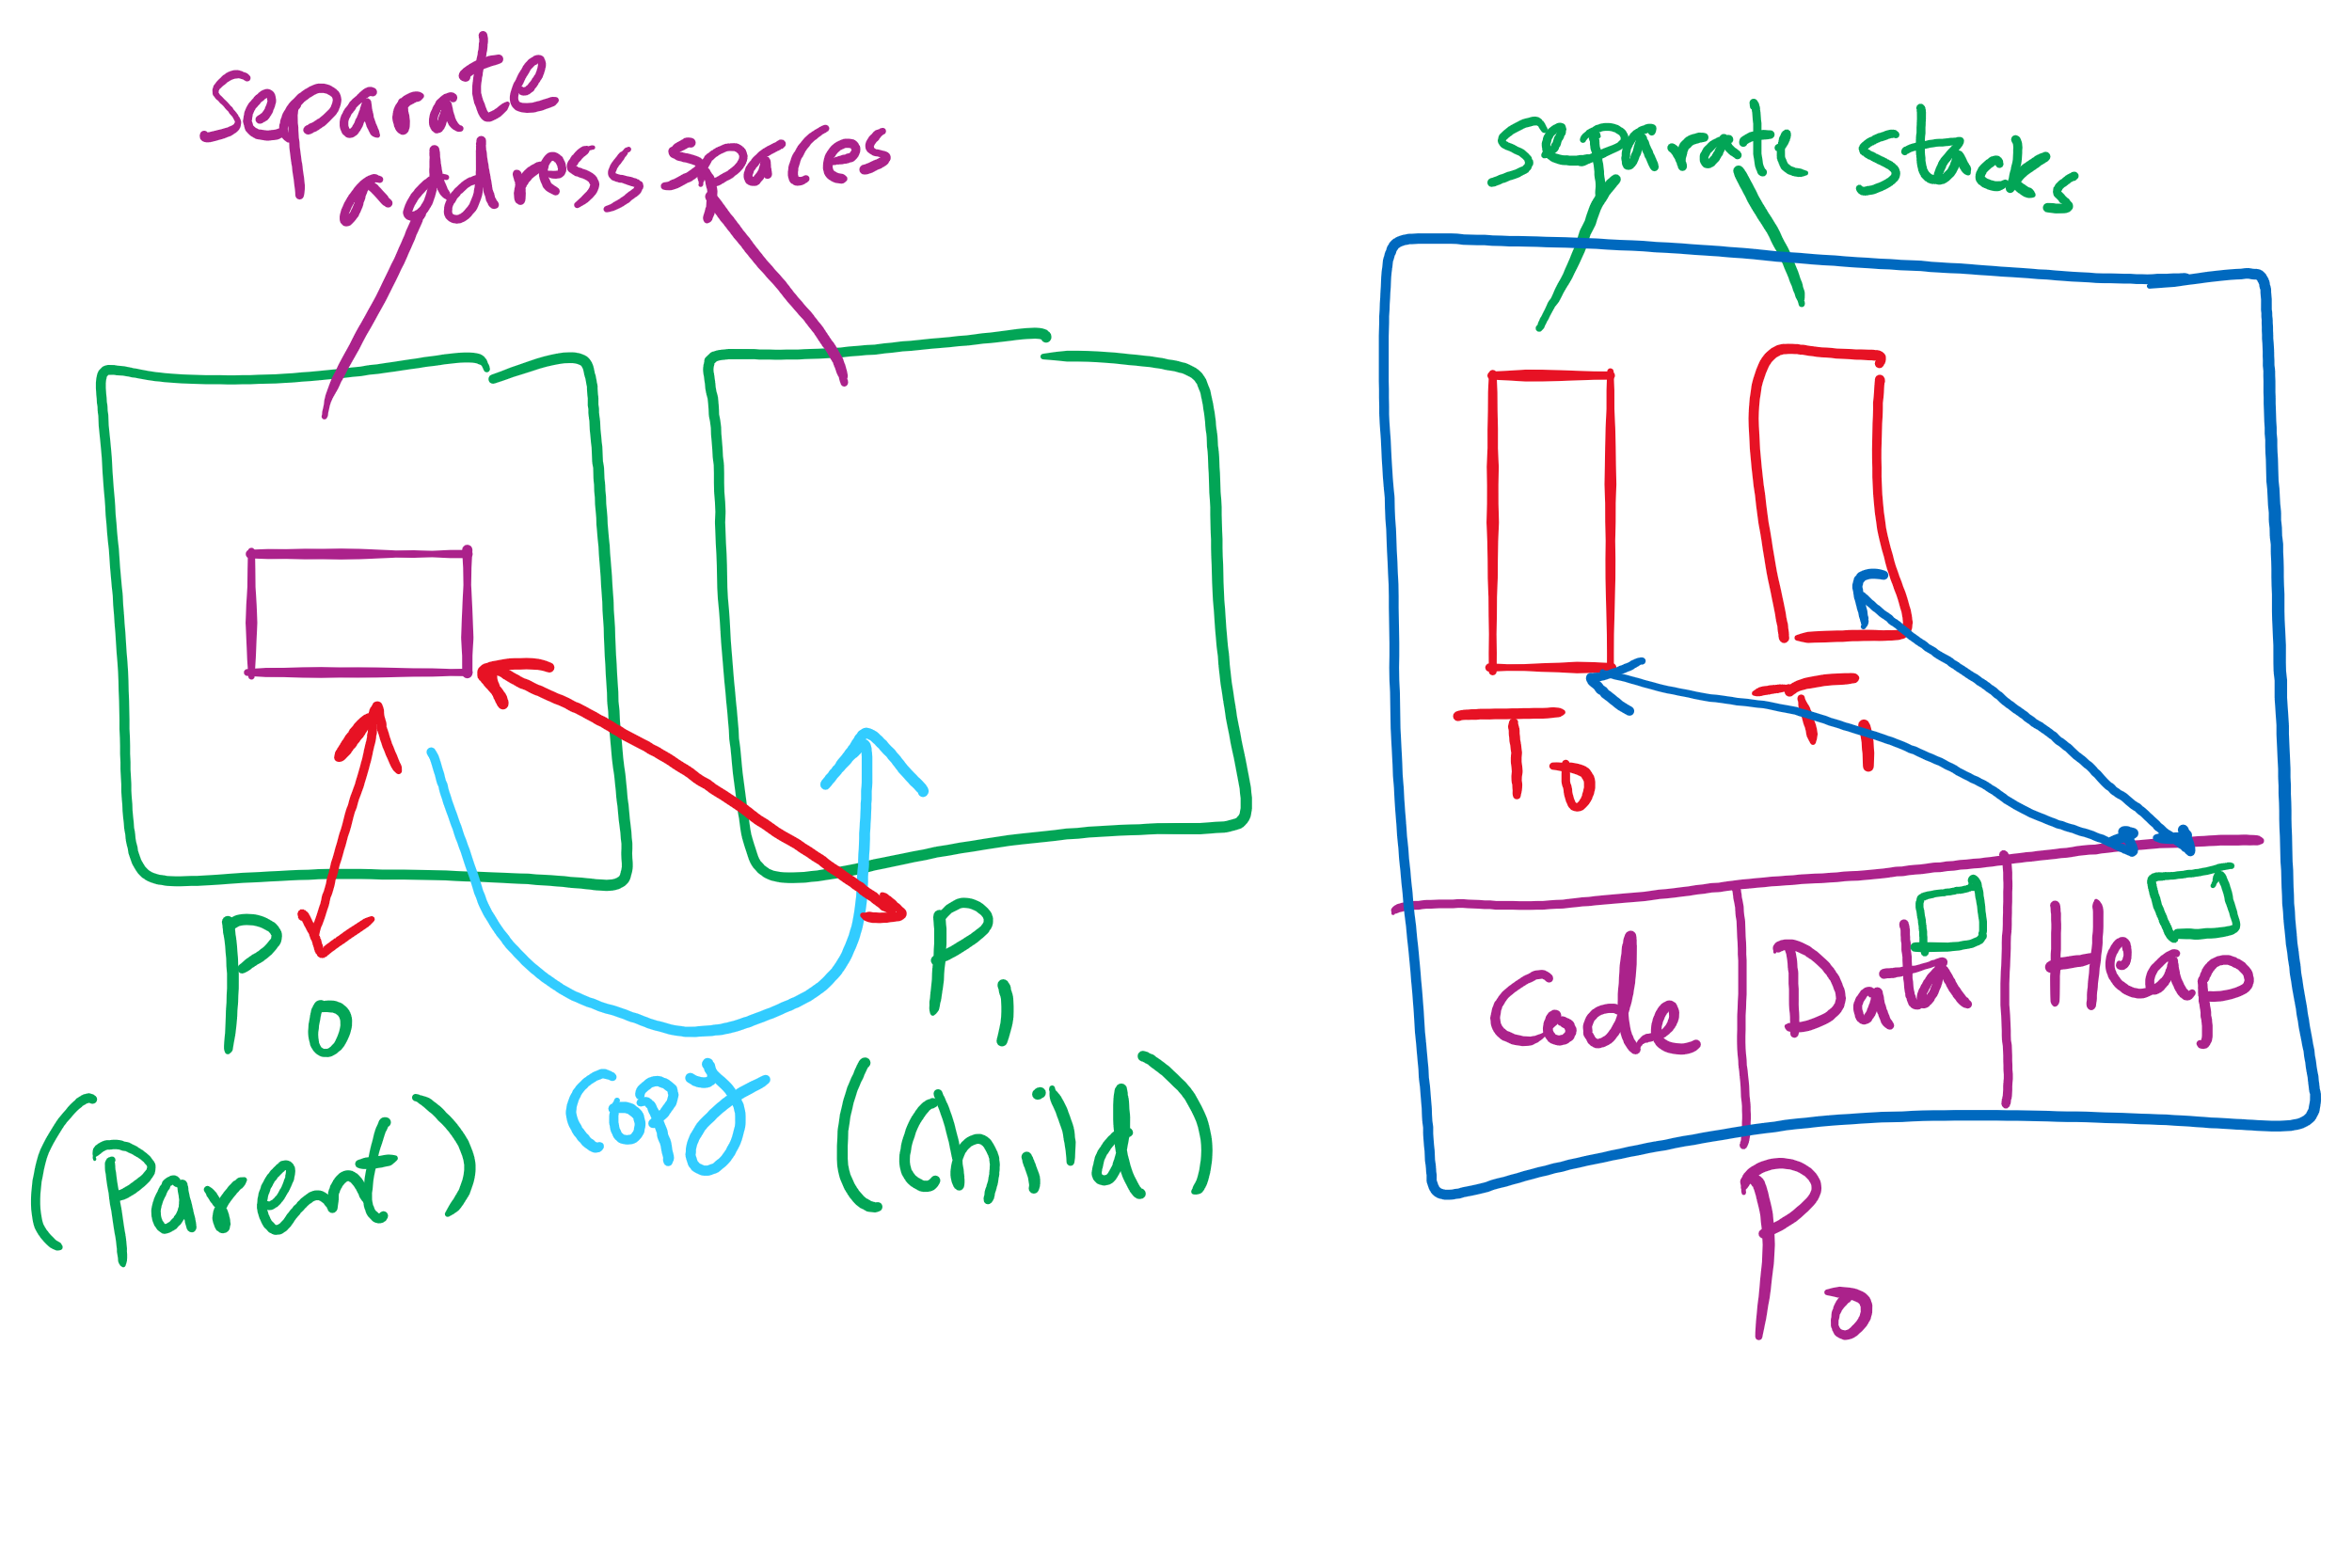 Separate
address spaces
P0
(Parent)
Copy
P1
(Child)
separate stacks
T0
T1
Code
Data
Heap
P0